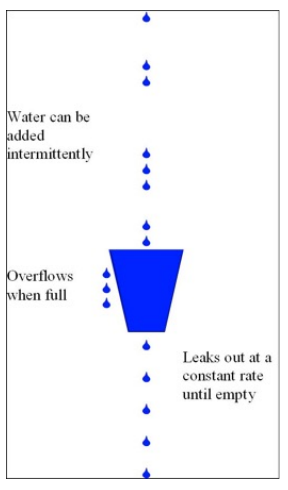 Water can be
added
intermittently
Overflows
when full
Leaks out at a
constant rate
until empty